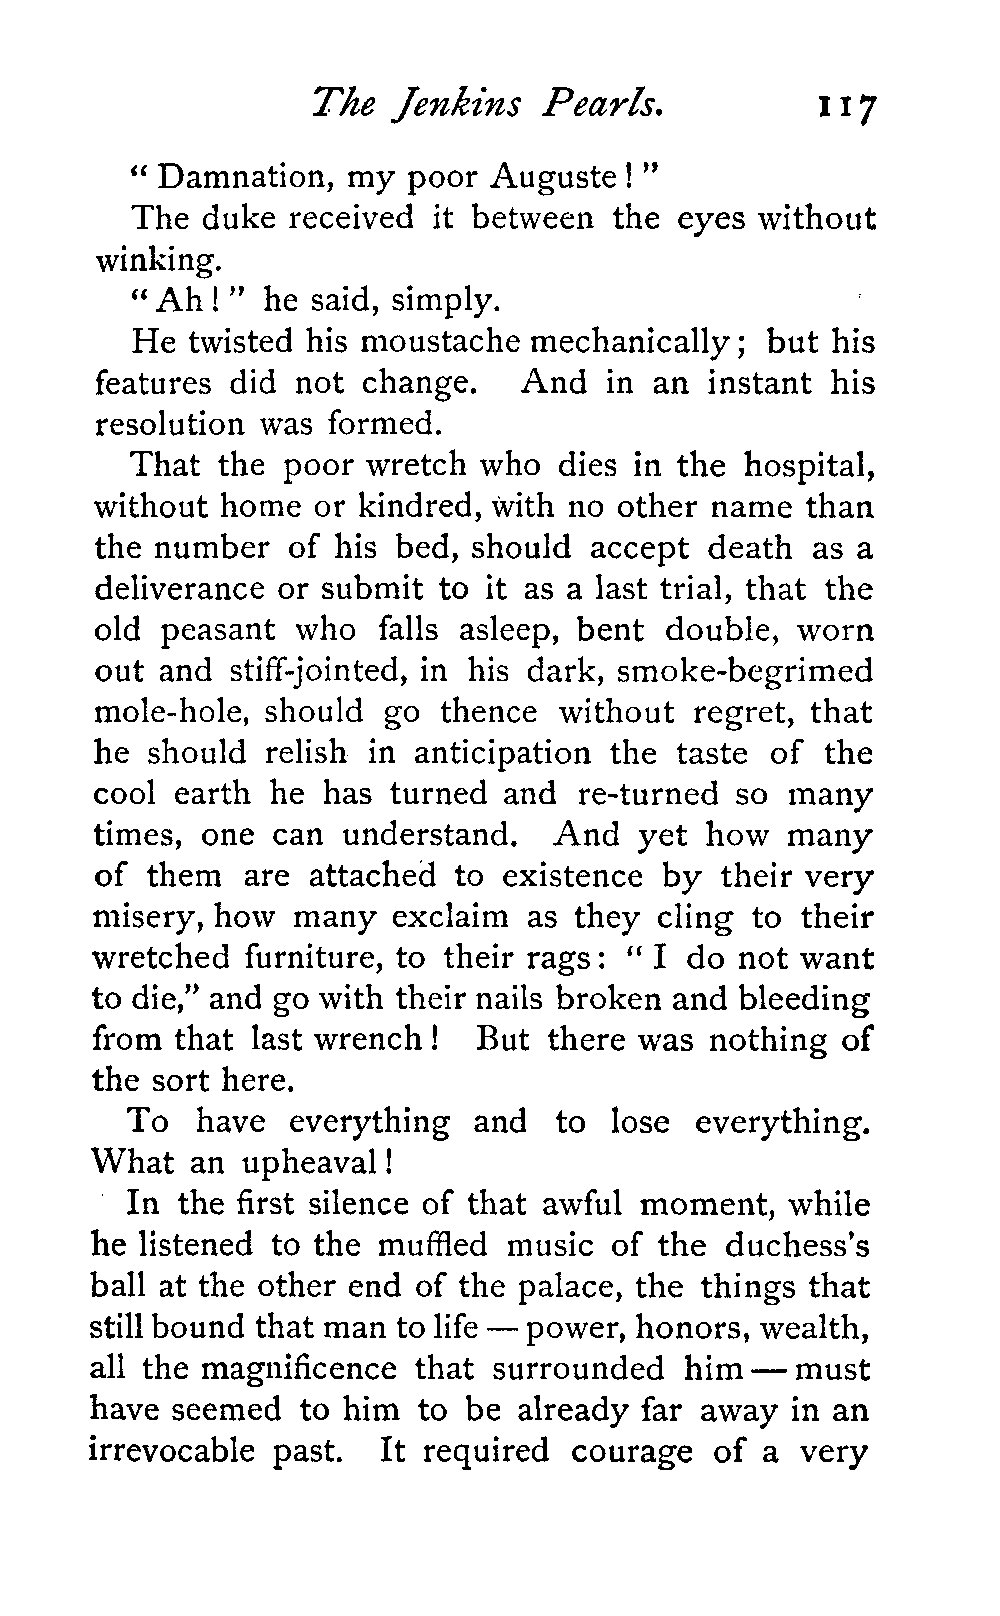 The Jenkins Pearls. 117
" Damnation, my poor Auguste ! "
The duke received it between the eyes without
winking.
" Ah ! " he said, simply.
He twisted his moustache mechanically ; but his
features did not change. And in an instant his
resolution was formed.
That the poor wretch who dies in the hospital,
without home or kindred, with no other name than
the number of his bed, should accept death as a
deliverance or submit to it as a last trial, that the
old peasant who falls asleep, bent double, worn
out and stiff-jointed, in his dark, smoke-begrimed
mole-hole, should go thence without regret, that
he should relish in anticipation the taste of the
cool earth he has turned and re-turned so many
times, one can understand. And yet how many
of them are attached to existence by their very
misery, how many exclaim as they cling to their
wretched furniture, to their rags : " I do not want
to die," and go with their nails broken and bleeding
from that last wrench ! But there was nothing of
the sort here.
To have everything and to lose everything.
What an upheaval !
In the first silence of that awful moment, while
he listened to the muffled music of the duchess's
ball at the other end of the palace, the things that
still bound that man to life — power, honors, wealth,
all the magnificence that surrounded him — must
have seemed to him to be already far away in an
irrevocable past. It required courage of a very